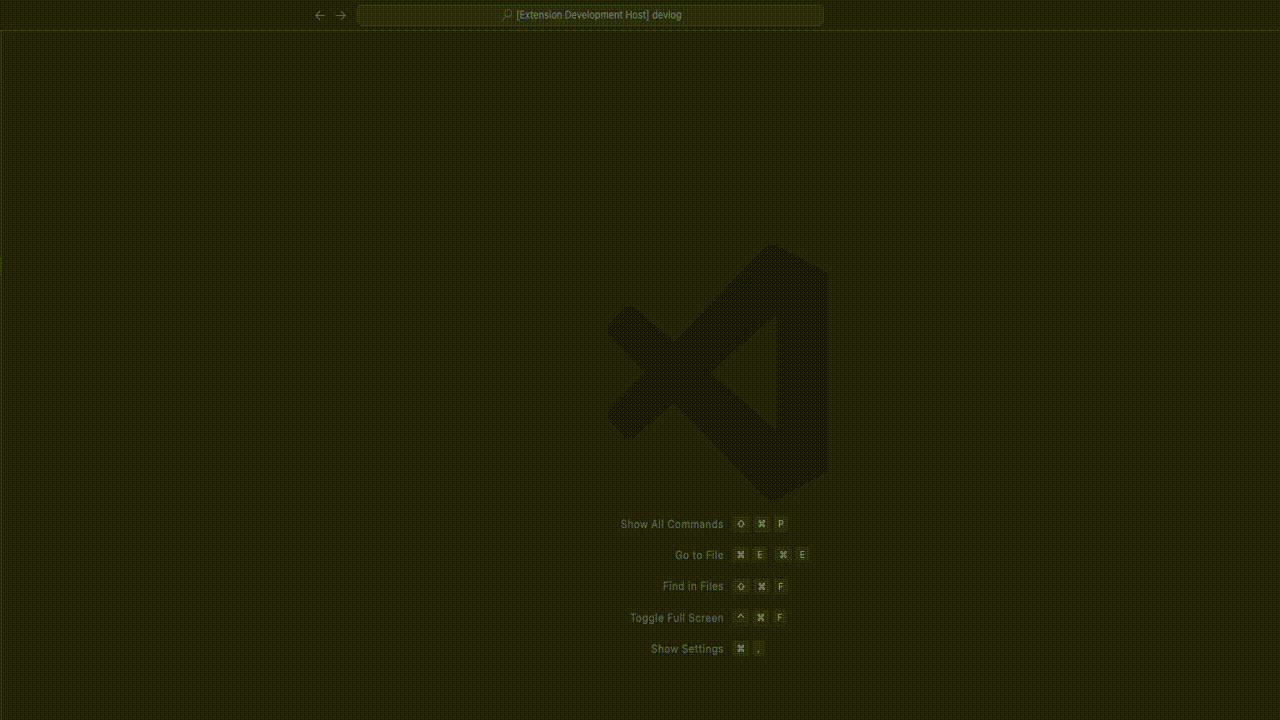 [Extension Development Host] devlog
Show All Commands ⇧ ⌘ P
Go to File ⌘ E ⌘ E
Find in Files ⇧ ⌘ F
Toggle Full Screen ^ ⌘ F
Show Settings ⌘ ,